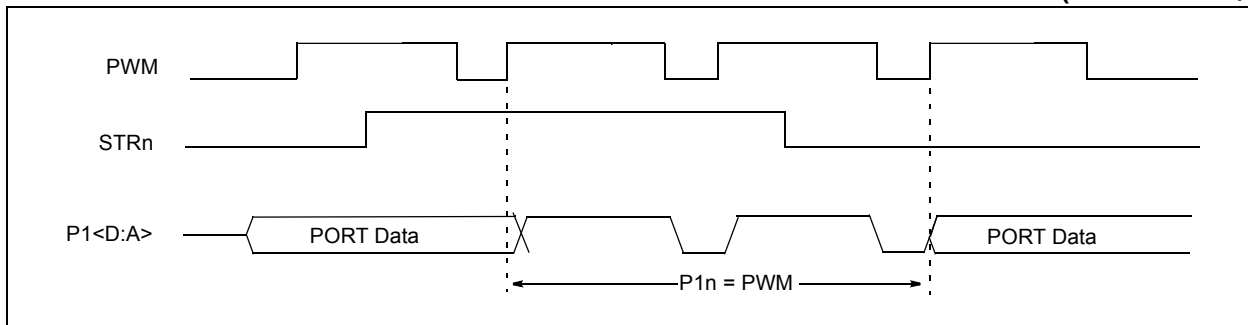 PWM
STRn
P1<D:A>
PORT Data
PORT Data
P1n = PWM